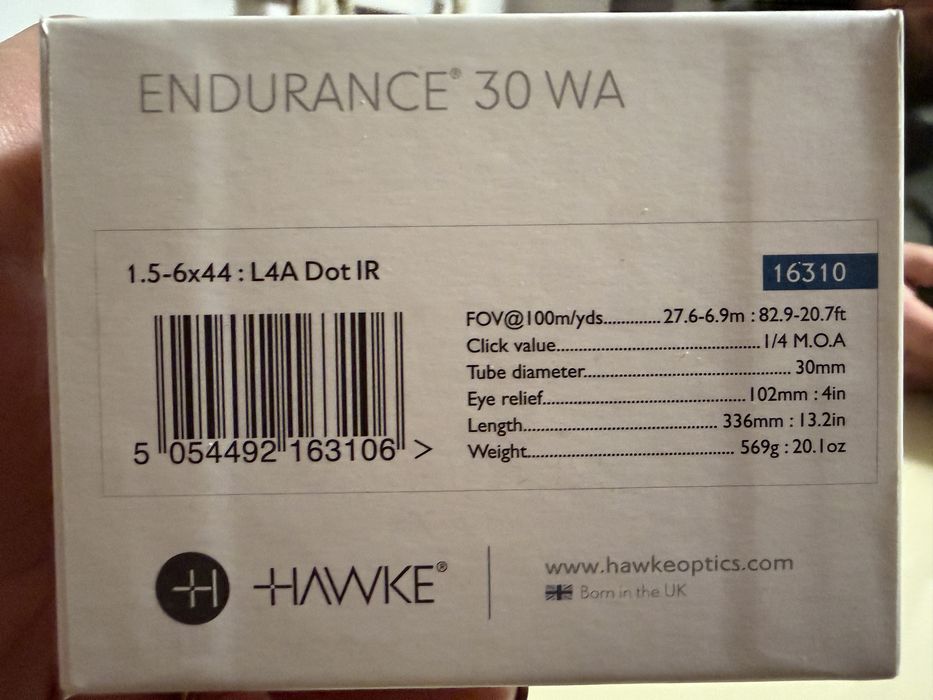 ENDURANCE® 30 WA
1.5-6x44 : L4A Dot IR
16310
FOV@100m/yds.............27.6-6.9m : 82.9-20.7ft
Click value.................................................1/4 M.O.A
Tube diameter.................................................. 30mm
Eye relief.................................................102mm : 4in
Length............................................... 336mm : 13.2in
Weight.................................................. 569g : 20.1oz
5 054492 163106 >
H HAWKE®
www.hawkeoptics.com
Born in the UK